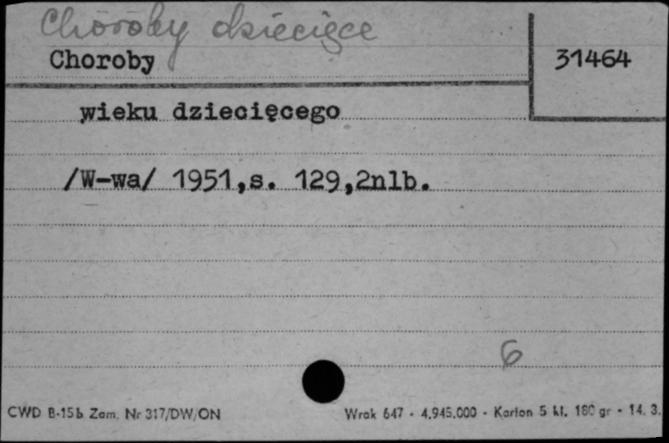 Choroby dziecięce
Choroby
31464
wieku dziecięcego
/W-wa/ 1951,s. 129,2nlb.
6
CWD B-15b Zam. Nr 317/DW/ON
Wrak 647 - 4.945.000 - Karton 5 kl. 180 gr - 14. 3.